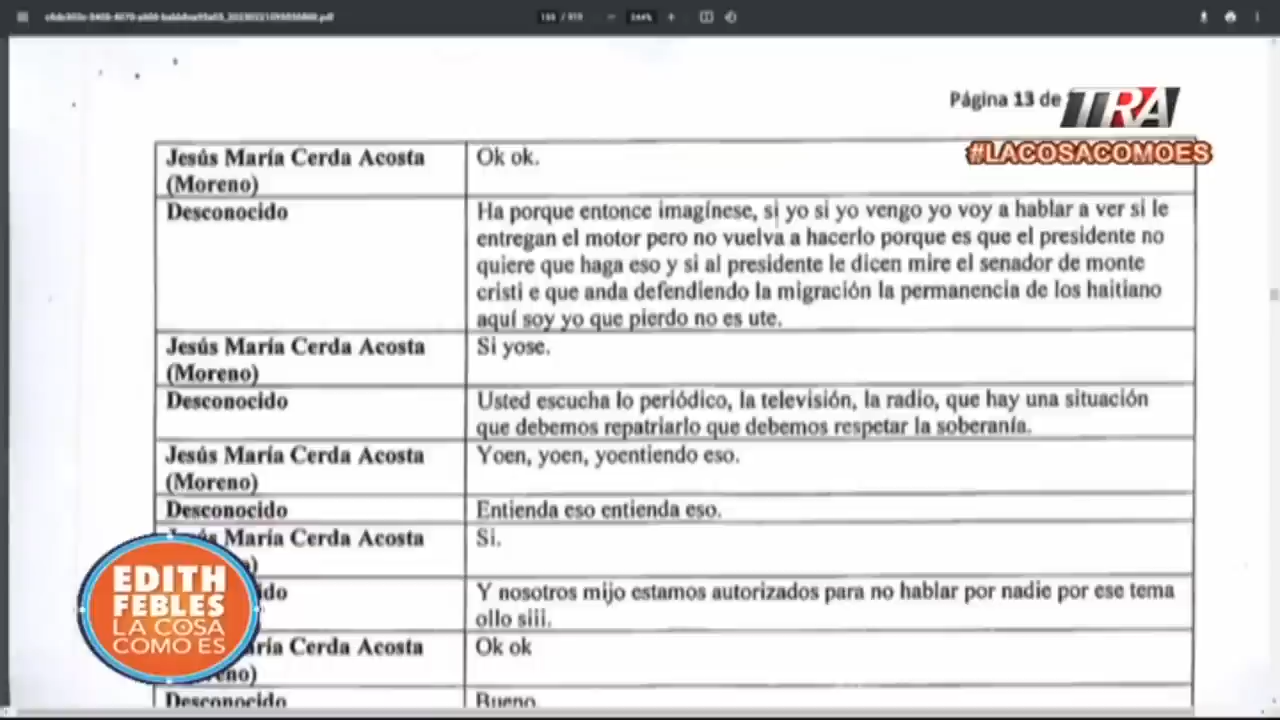 Página 13 de
TRA
#LACOSACOMOES
Jesús María Cerda Acosta
(Moreno)
Ok ok.
Desconocido
Ha porque entonce imagínese, si yo si yo vengo yo voy a hablar a ver si le
entregan el motor pero no vuelva a hacerlo porque es que el presidente no
quiere que haga eso y si al presidente le dicen mire el senador de monte
cristi e que anda defendiendo la migración la permanencia de los haitiano
aquí soy yo que pierdo no es ute.
Jesús María Cerda Acosta
(Moreno)
Si yose.
Desconocido
Usted escucha lo periódico, la televisión, la radio, que hay una situación
que debemos repatriarlo que debemos respetar la soberanía.
Jesús María Cerda Acosta
(Moreno)
Yoen, yoen, yoentiendo eso.
Desconocido
Entienda eso entienda eso.
María Cerda Acosta
Si.
Y nosotros mijo estamos autorizados para no hablar por nadie por ese tema
ollo siii.
María Cerda Acosta
Ok ok
Desconocido
Bueno
EDITH
FEBLES
LA COSA
COMO ES